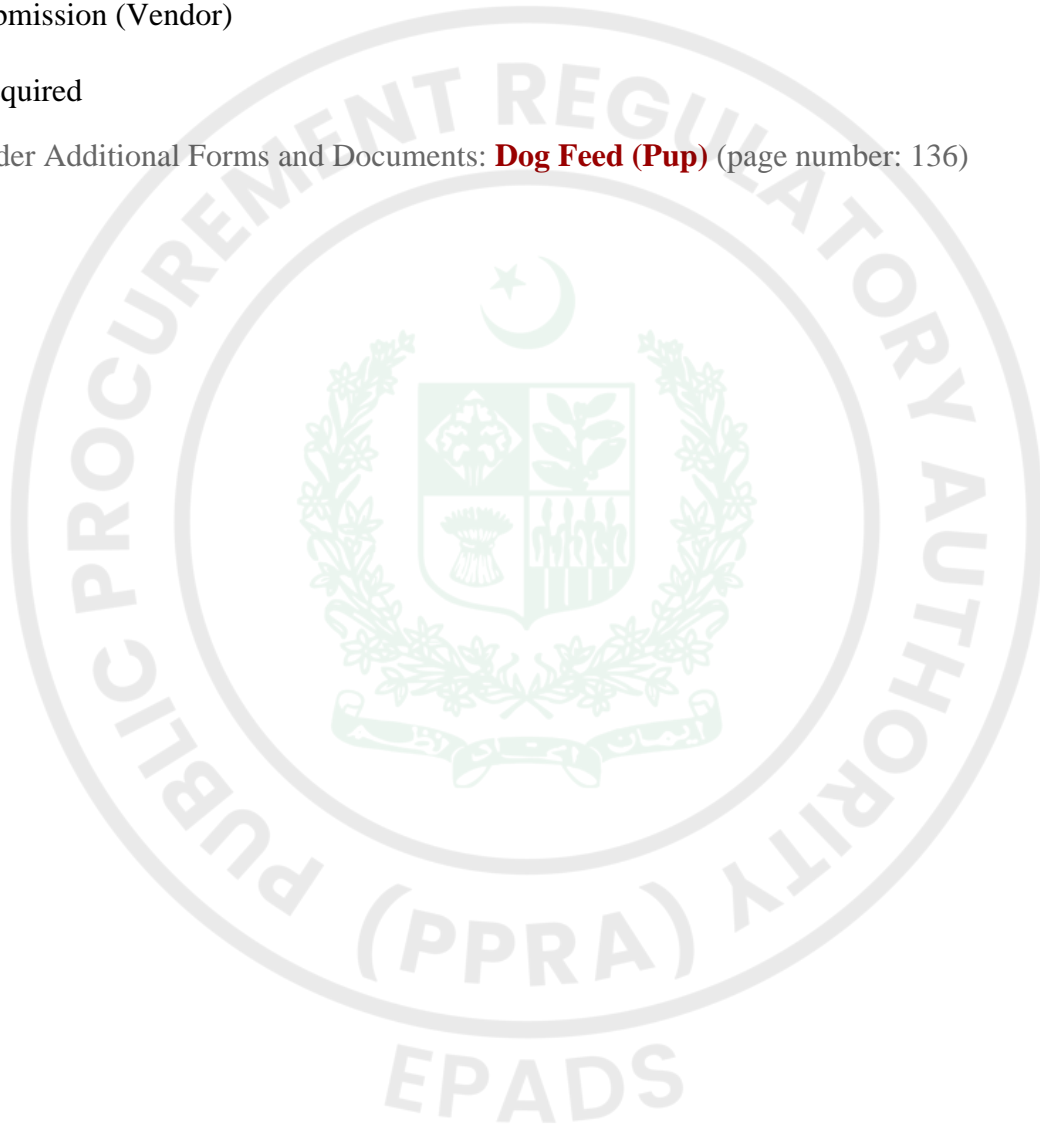 bmission (Vendor)
quired
der Additional Forms and Documents: Dog Feed (Pup) (page number: 136)
PUBLIC PROCUREMENT REGULATORY AUTHORITY
(PPRA)
EPADS